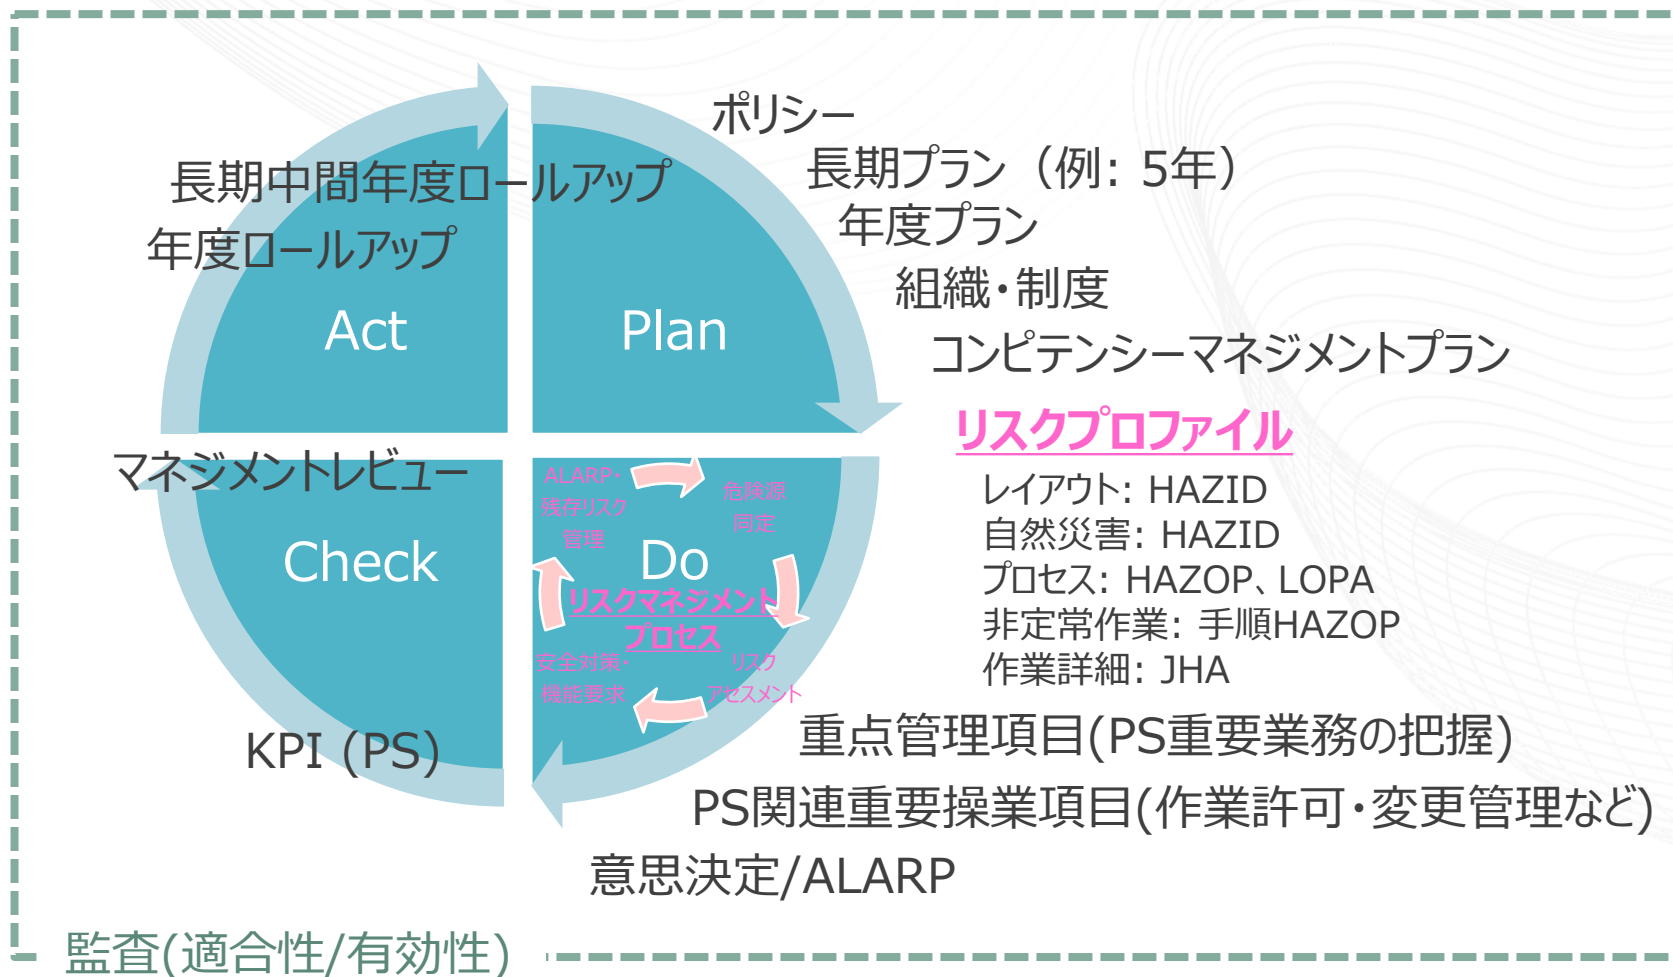 ポリシー
長期プラン（例: 5年）
年度プラン
組織・制度
コンピテンシーマネジメントプラン
長期中間年度ロールアップ
年度ロールアップ
Act
Plan
リスクプロファイル
レイアウト: HAZID
自然災害: HAZID
プロセス: HAZOP、LOPA
非定常作業: 手順HAZOP
作業詳細: JHA
マネジメントレビュー
Check
Do
ALARP・
残存リスク
管理
危険源
同定
リスクマネジメント
プロセス
安全対策・
機能要求
リスク
アセスメント
KPI (PS)
重点管理項目(PS重要業務の把握)
PS関連重要操業項目(作業許可・変更管理など)
意思決定/ALARP
監査(適合性/有効性)